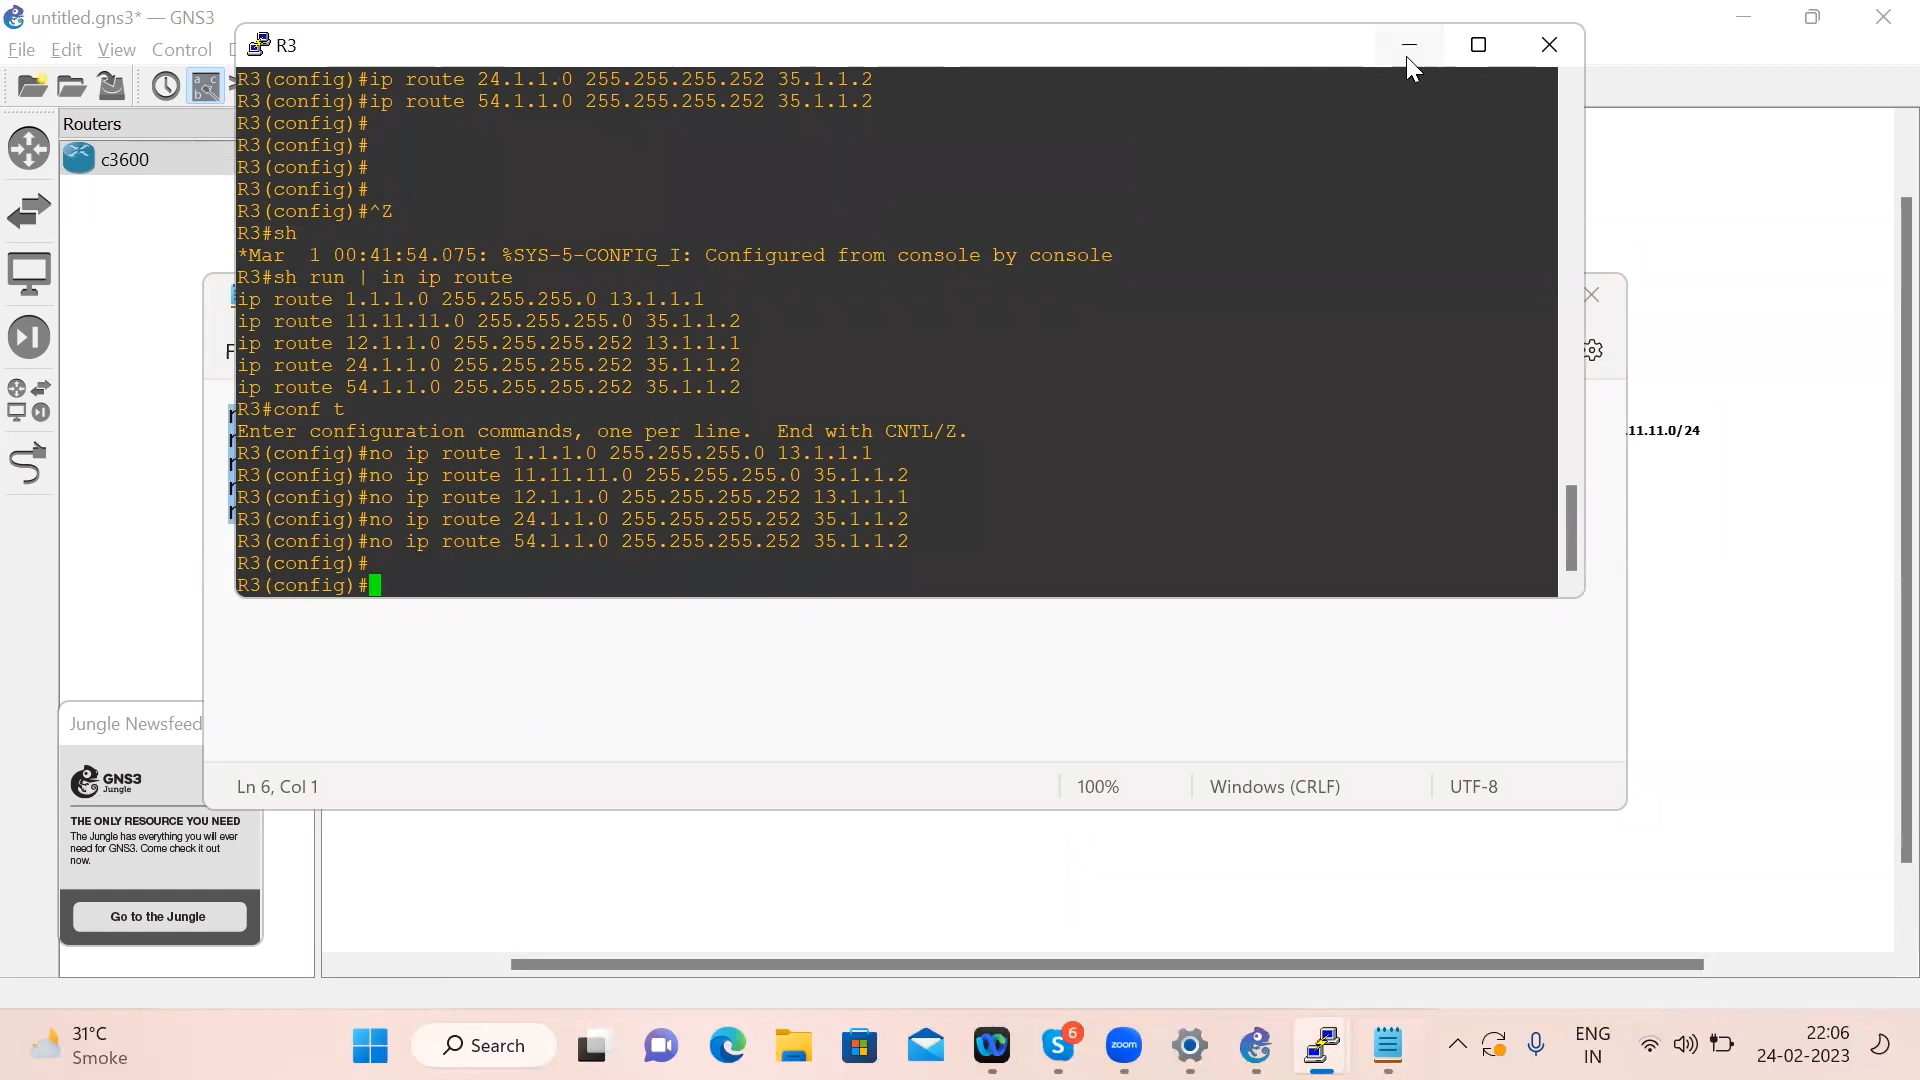 untitled.gns3* — GNS3
File Edit View Control
R3
Routers
c3600
R3(config)#ip route 24.1.1.0 255.255.255.252 35.1.1.2
R3(config)#ip route 54.1.1.0 255.255.255.252 35.1.1.2
R3(config)#
R3(config)#
R3(config)#
R3(config)#
R3(config)#^Z
R3#sh
*Mar  1 00:41:54.075: %SYS-5-CONFIG_I: Configured from console by console
R3#sh run | in ip route
ip route 1.1.1.0 255.255.255.0 13.1.1.1
ip route 11.11.11.0 255.255.255.0 35.1.1.2
ip route 12.1.1.0 255.255.255.252 13.1.1.1
ip route 24.1.1.0 255.255.255.252 35.1.1.2
ip route 54.1.1.0 255.255.255.252 35.1.1.2
R3#conf t
Enter configuration commands, one per line.  End with CNTL/Z.
R3(config)#no ip route 1.1.1.0 255.255.255.0 13.1.1.1
R3(config)#no ip route 11.11.11.0 255.255.255.0 35.1.1.2
R3(config)#no ip route 12.1.1.0 255.255.255.252 13.1.1.1
R3(config)#no ip route 24.1.1.0 255.255.255.252 35.1.1.2
R3(config)#no ip route 54.1.1.0 255.255.255.252 35.1.1.2
R3(config)#
R3(config)#
.11.11.0/24
Ln 6, Col 1
100%
Windows (CRLF)
UTF-8
Jungle Newsfeed
GNS3
Jungle
THE ONLY RESOURCE YOU NEED
The Jungle has everything you will ever
need for GNS3. Come check it out
now.
Go to the Jungle
31°C
Smoke
Search
6
zoom
ENG
IN
22:06
24-02-2023